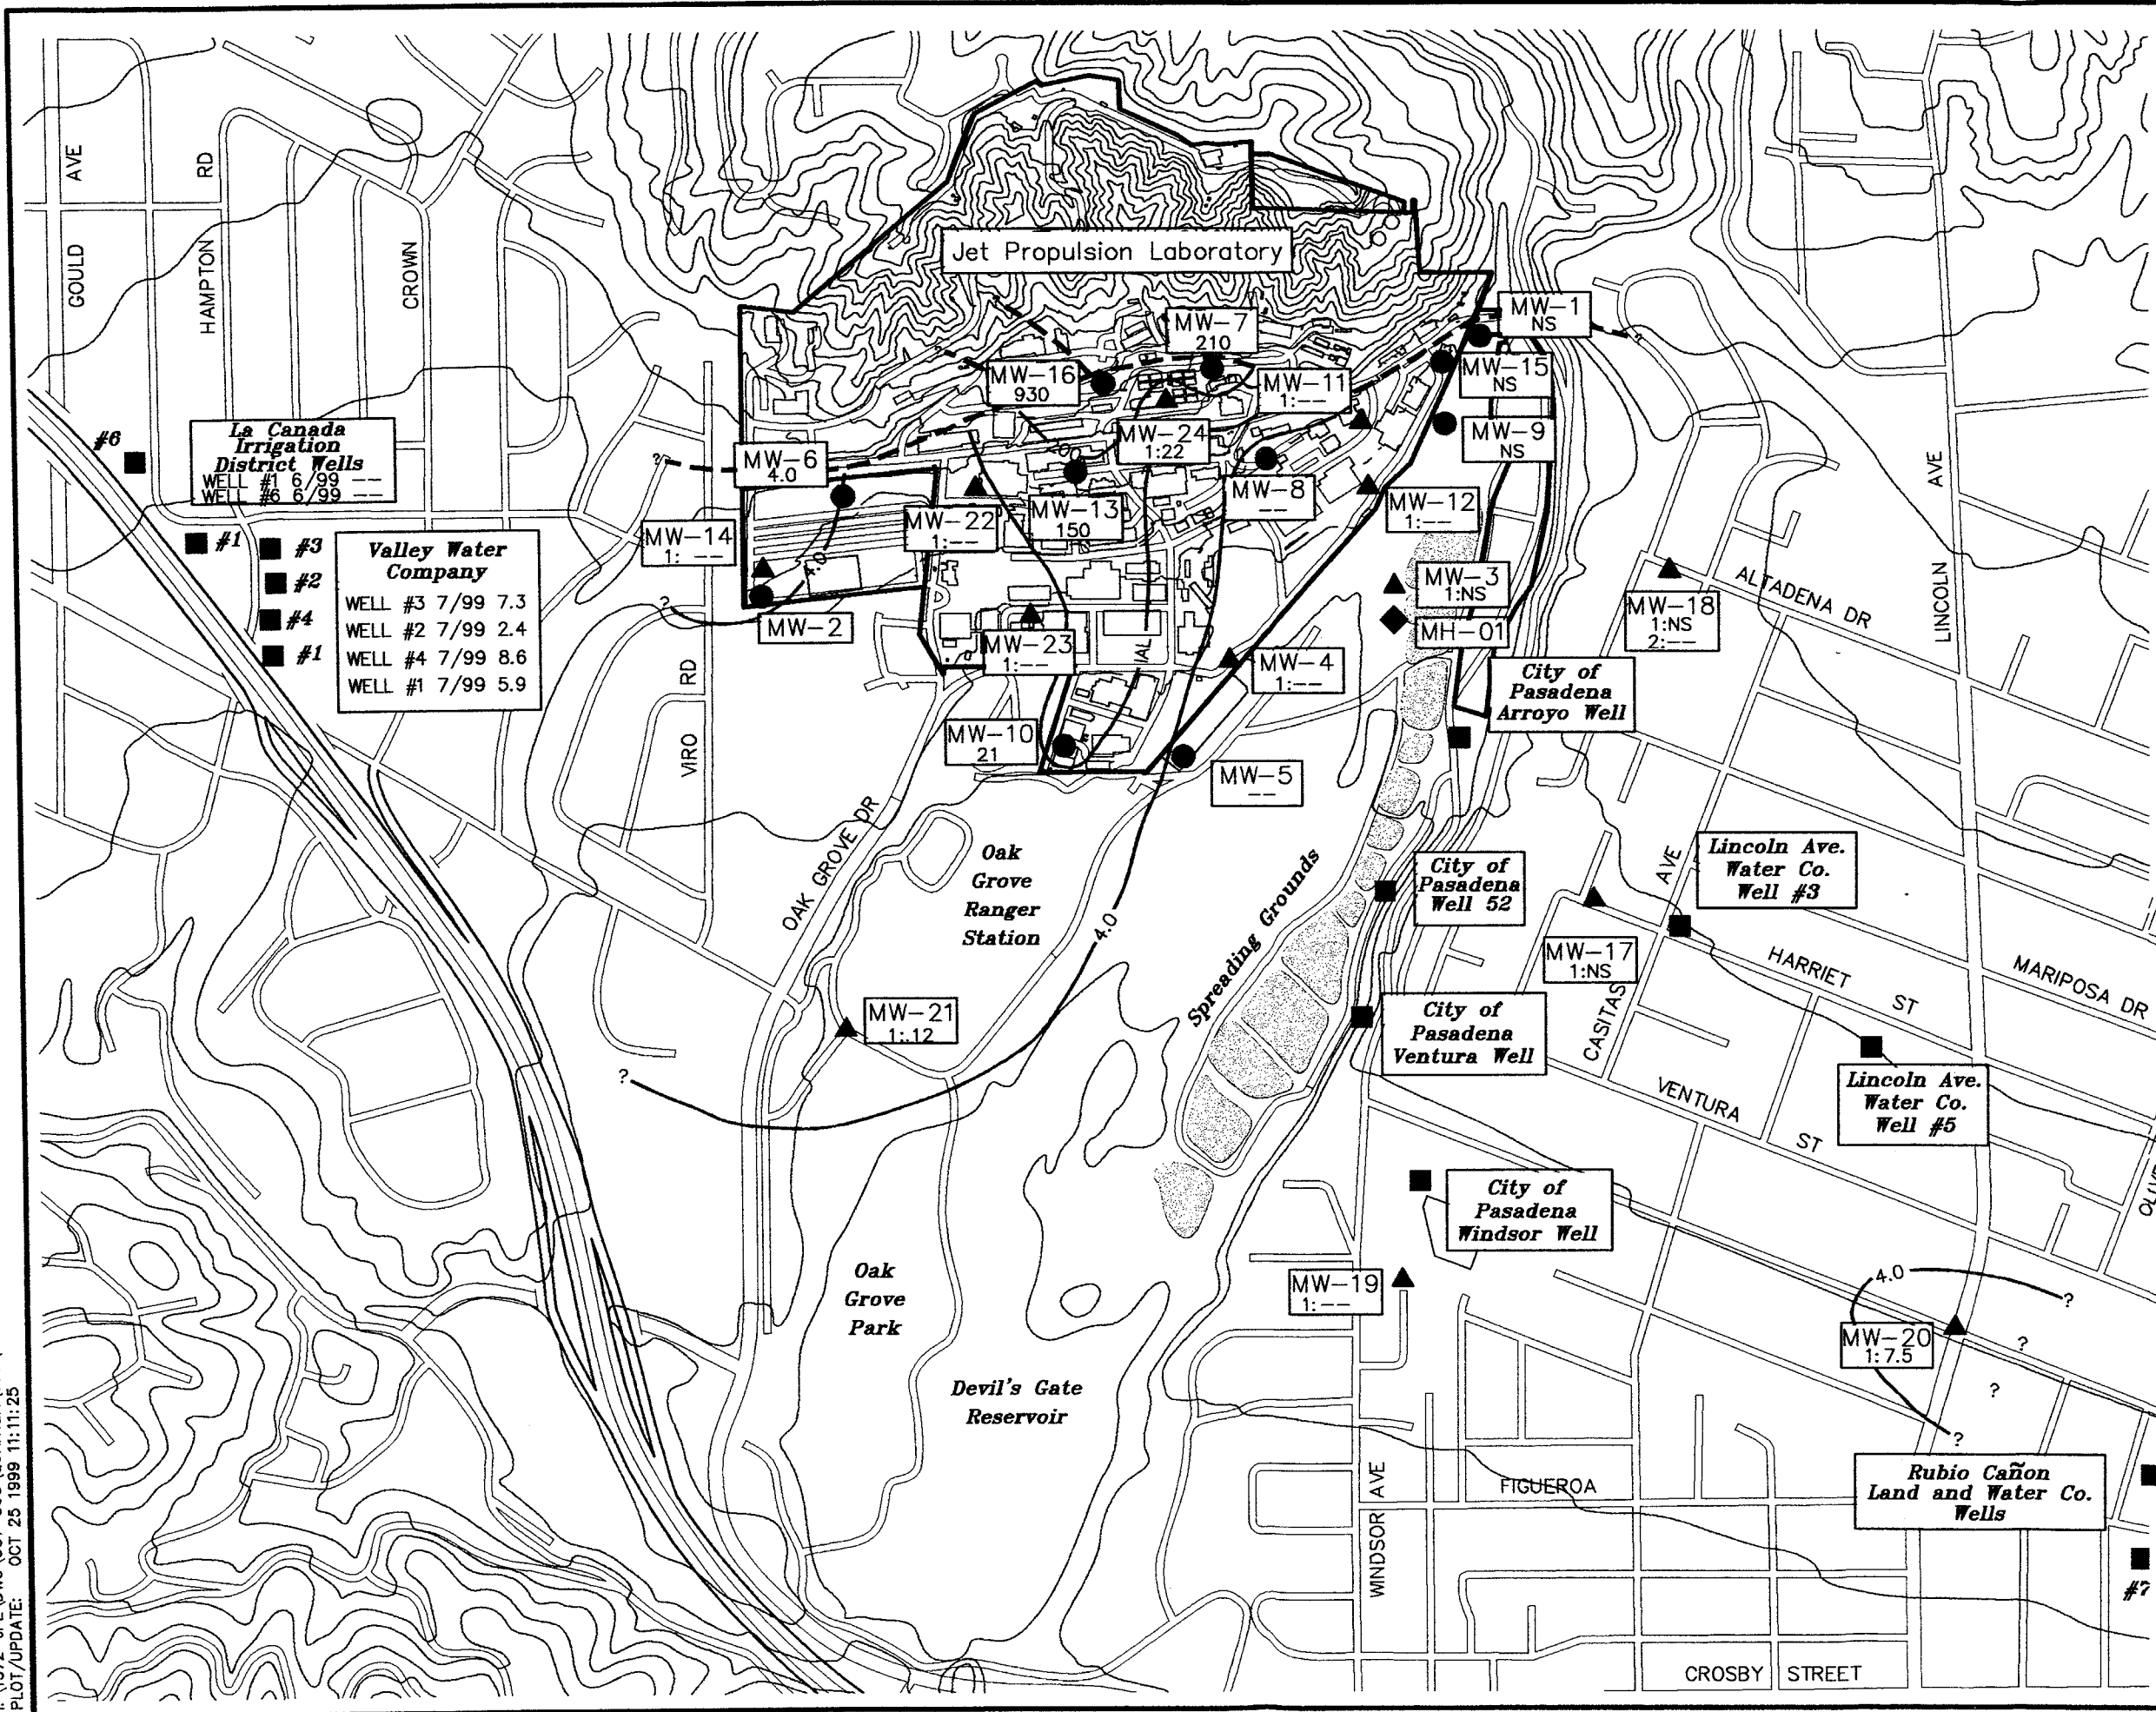 GOULD AVE
HAMPTON RD
CROWN
Jet Propulsion Laboratory
MW-1
NS
MW-7
210
MW-15
NS
MW-16
930
MW-11
1:--
MW-9
NS
MW-24
1:22
MW-6
4.0
?
?
?
?
#6
La Canada
Irrigation
District Wells
WELL #1 6/99 --
WELL #6 6/99 --
200
MW-8
--
MW-12
1:--
MW-13
150
MW-22
1:--
MW-14
1: --
4.0
#1
#3
#2
#4
#1
Valley Water
Company
WELL #3 7/99 7.3
WELL #2 7/99 2.4
WELL #4 7/99 8.6
WELL #1 7/99 5.9
?
MW-2
MW-3
1:NS
MH-01
MW-18
1:NS
2:--
ALTADENA DR
LINCOLN AVE
MW-23
1:--
IAL
MW-4
1:--
City of
Pasadena
Arroyo Well
VIRO RD
MW-10
21
MW-5
--
OAK GROVE DR
Oak
Grove
Ranger
Station
4.0
Spreading Grounds
City of
Pasadena
Well 52
Lincoln Ave.
Water Co.
Well #3
MW-17
1:NS
CASITAS AVE
HARRIET ST
MARIPOSA DR
MW-21
1:.12
?
City of
Pasadena
Ventura Well
VENTURA ST
Lincoln Ave.
Water Co.
Well #5
City of
Pasadena
Windsor Well
Oak
Grove
Park
MW-19
1:--
4.0
?
MW-20
1:7.5
?
?
?
Devil's Gate
Reservoir
WINDSOR AVE
FIGUEROA
Rubio Cañon
Land and Water Co.
Wells
#7
CROSBY STREET
PLOT/UPDATE: OCT 25 1999 11:11:25